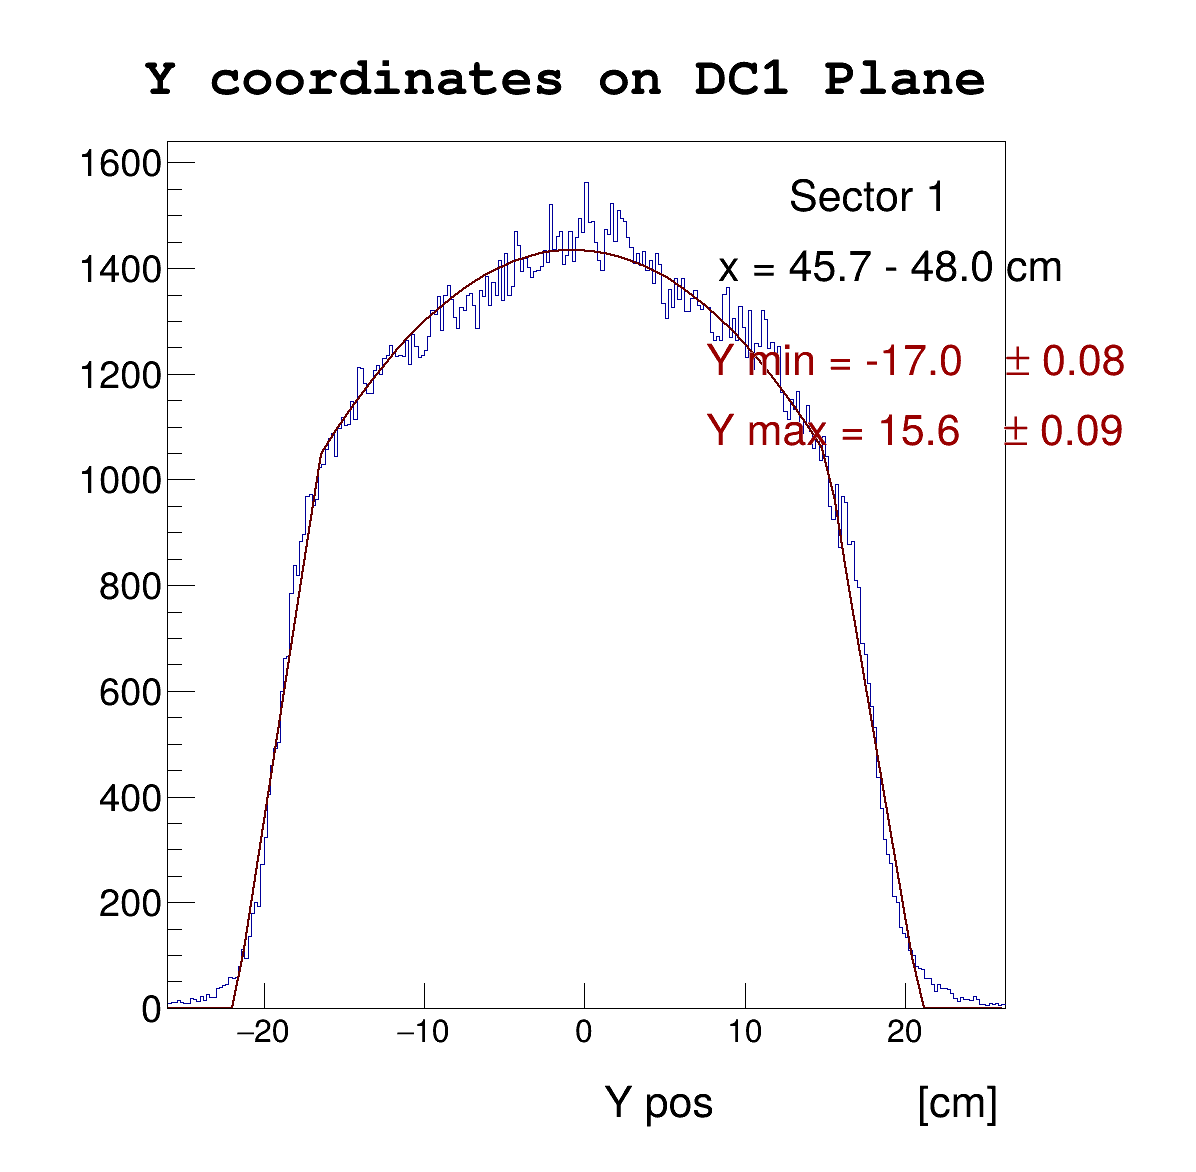 Y coordinates on DC1 Plane
1600
Sector 1
1400
x = 45.7 - 48.0 cm
1200
Y min = -17.0 ± 0.08
Y max = 15.6 ± 0.09
1000
800
600
400
200
0
−20 −10 0 10 20
Y pos [cm]